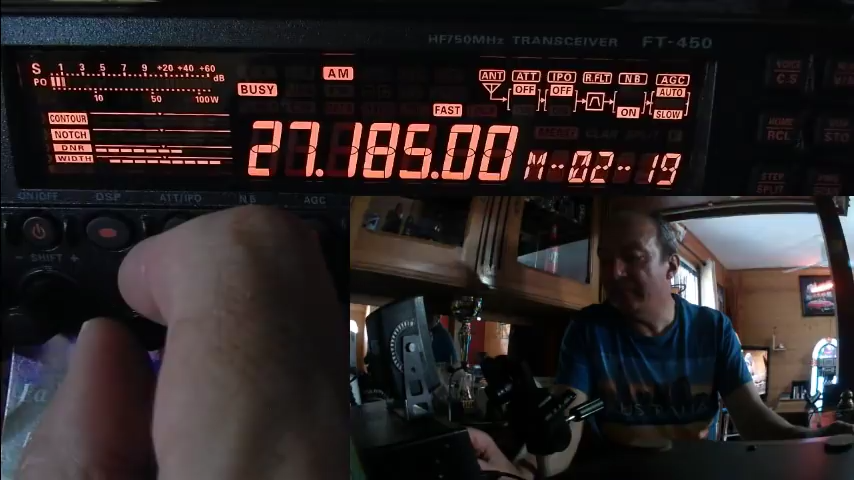 HF/50MHz TRANSCEIVER FT-450
S 1 3 5 7 9 +20 +40 +60 dB
PO 10 50 100W
BUSY
AM
FAST
ANT ATT IPO R.FLT N B AGC
OFF OFF AUTO
ON SLOW
CONTOUR
NOTCH
DNR
WIDTH
27.185.00 M-02-19
ON/OFF DSP ATT/IPO N.B AGC
- SHIFT +